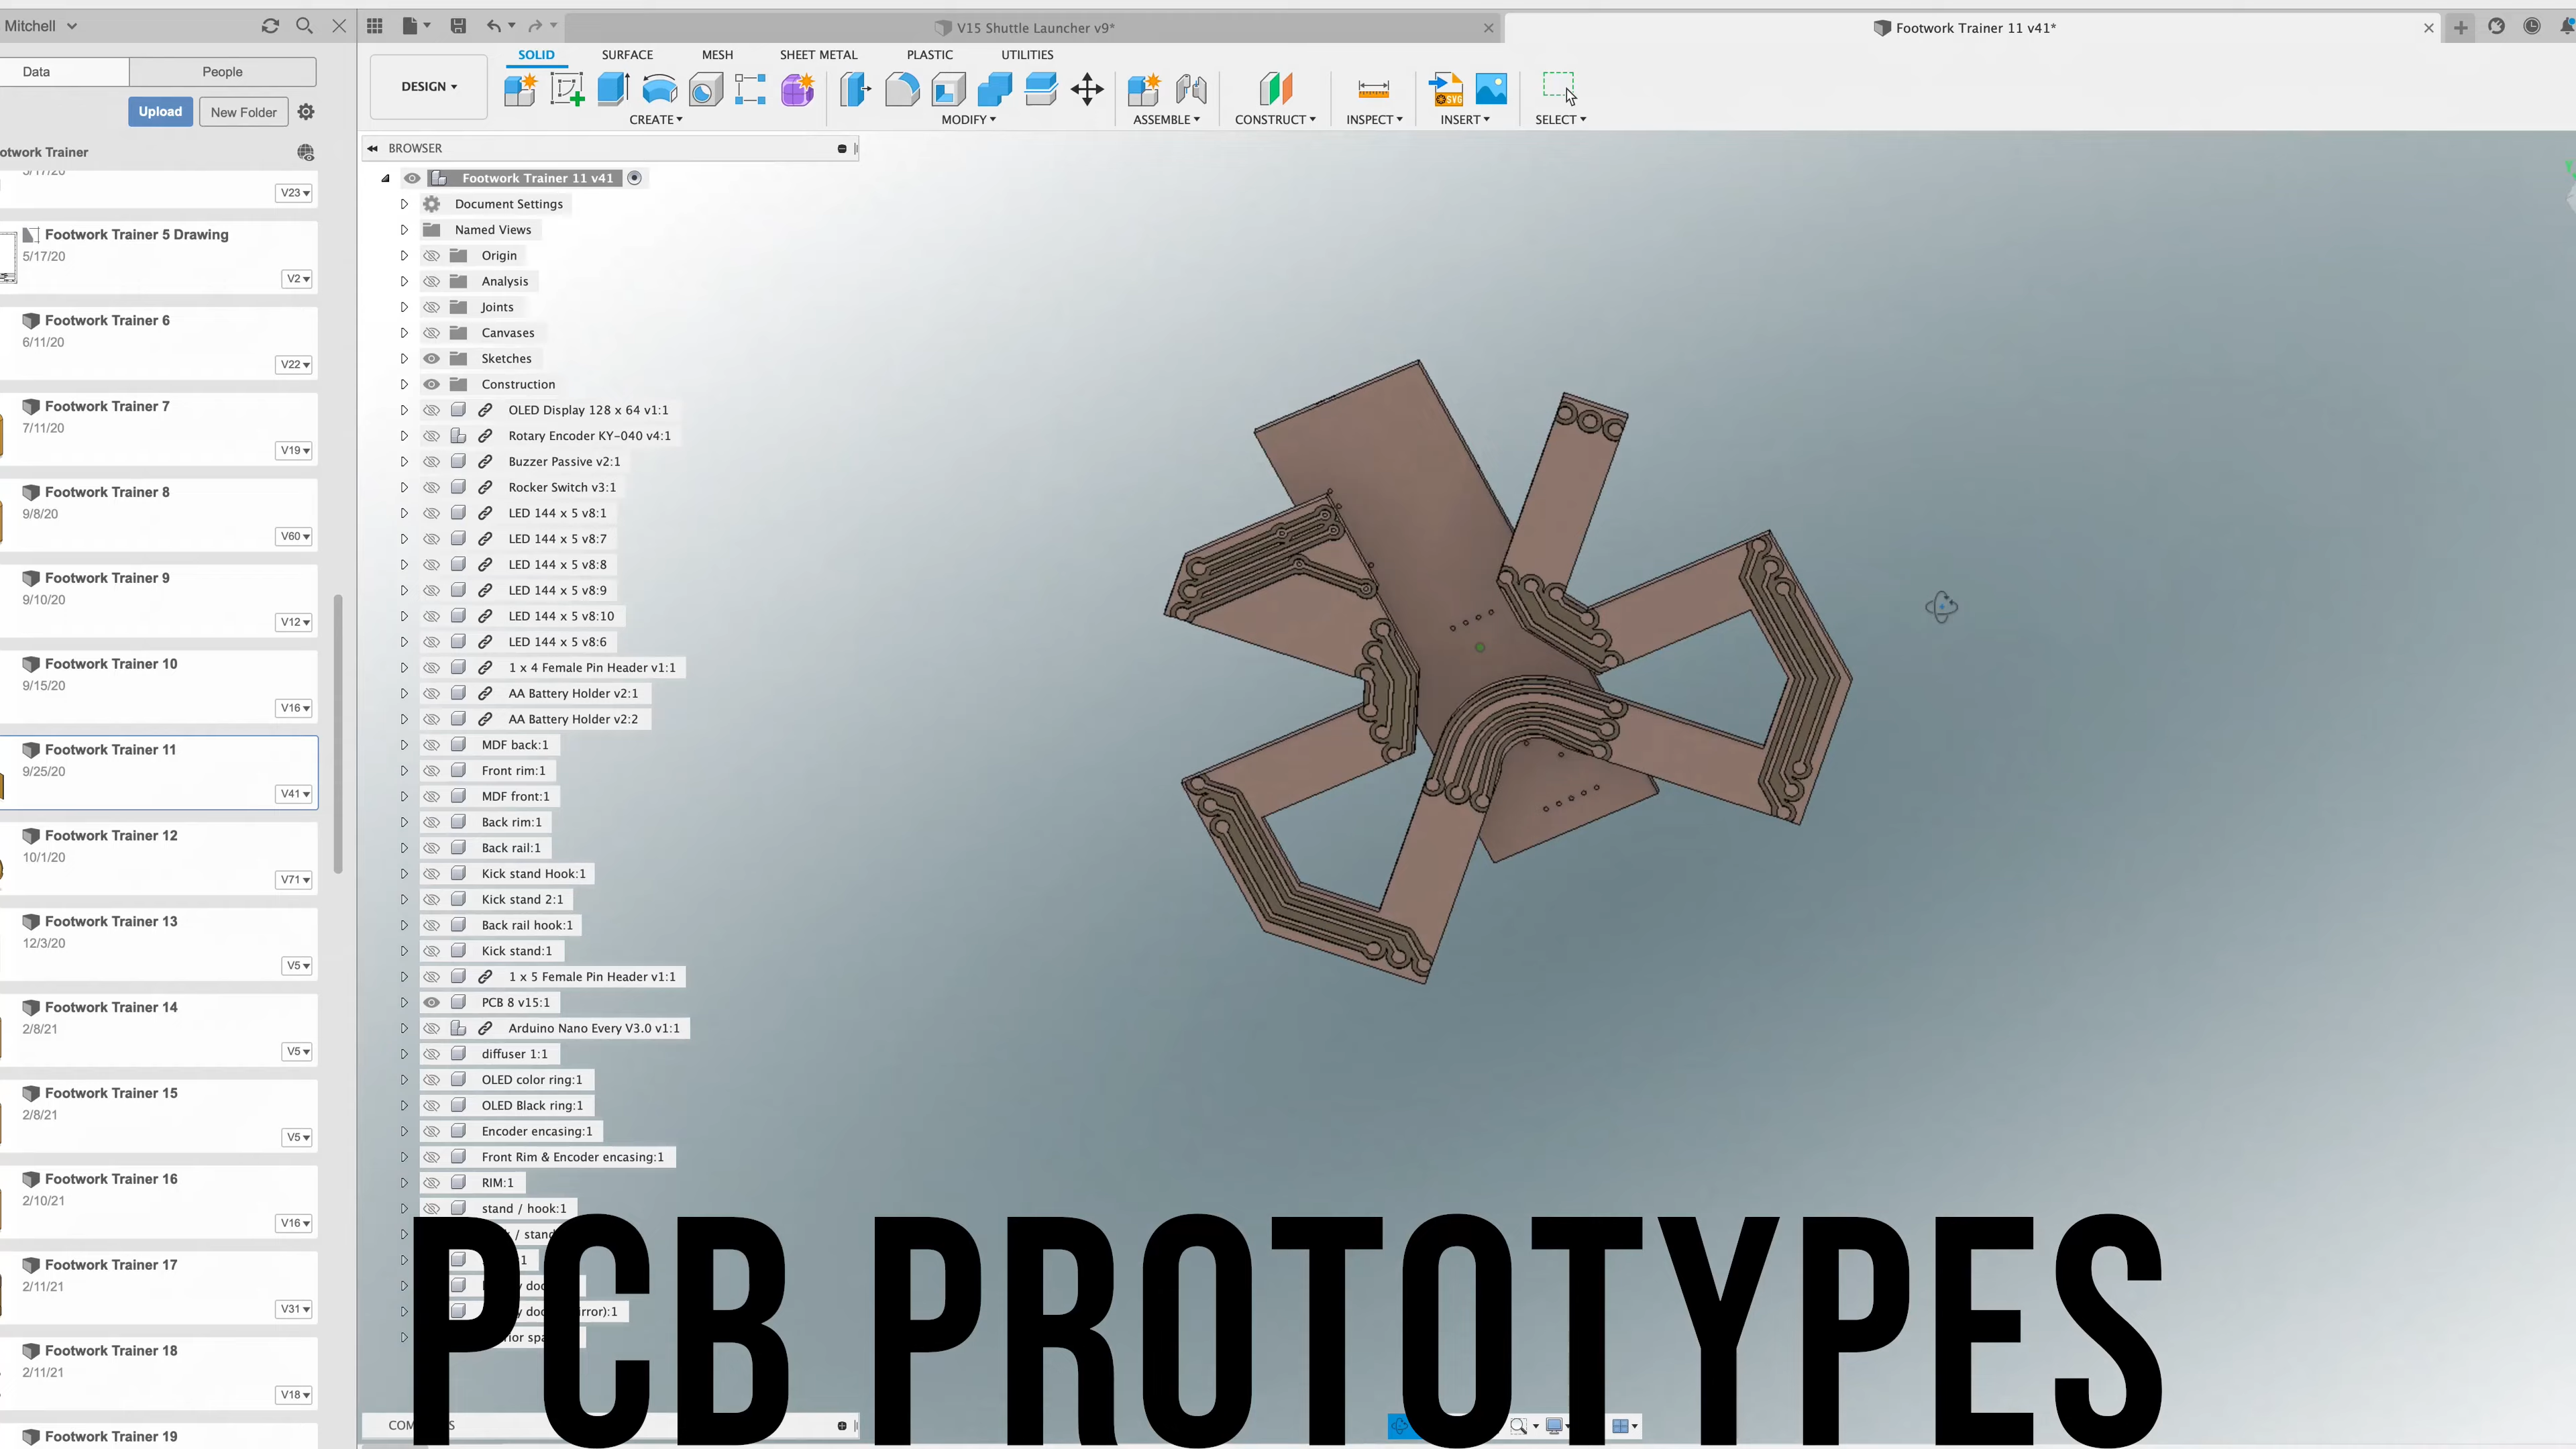 Mitchell
V15 Shuttle Launcher v9*
Footwork Trainer 11 v41*
Data
People
Upload
New Folder
DESIGN
SOLID
SURFACE
MESH
SHEET METAL
PLASTIC
UTILITIES
CREATE
MODIFY
ASSEMBLE
CONSTRUCT
INSPECT
INSERT
SVG
SELECT
otwork Trainer
5/17/20
V23
Footwork Trainer 5 Drawing
5/17/20
V2
Footwork Trainer 6
6/11/20
V22
Footwork Trainer 7
7/11/20
V19
Footwork Trainer 8
9/8/20
V60
Footwork Trainer 9
9/10/20
V12
Footwork Trainer 10
9/15/20
V16
Footwork Trainer 11
9/25/20
V41
Footwork Trainer 12
10/1/20
V71
Footwork Trainer 13
12/3/20
V5
Footwork Trainer 14
2/8/21
V5
Footwork Trainer 15
2/8/21
V5
Footwork Trainer 16
2/10/21
V16
Footwork Trainer 17
2/11/21
V31
Footwork Trainer 18
2/11/21
V18
Footwork Trainer 19
BROWSER
Footwork Trainer 11 v41
Document Settings
Named Views
Origin
Analysis
Joints
Canvases
Sketches
Construction
OLED Display 128 x 64 v1:1
Rotary Encoder KY-040 v4:1
Buzzer Passive v2:1
Rocker Switch v3:1
LED 144 x 5 v8:1
LED 144 x 5 v8:7
LED 144 x 5 v8:8
LED 144 x 5 v8:9
LED 144 x 5 v8:10
LED 144 x 5 v8:6
1 x 4 Female Pin Header v1:1
AA Battery Holder v2:1
AA Battery Holder v2:2
MDF back:1
Front rim:1
MDF front:1
Back rim:1
Back rail:1
Kick stand Hook:1
Kick stand 2:1
Back rail hook:1
Kick stand:1
1 x 5 Female Pin Header v1:1
PCB 8 v15:1
Arduino Nano Every V3.0 v1:1
diffuser 1:1
OLED color ring:1
OLED Black ring:1
Encoder encasing:1
Front Rim & Encoder encasing:1
RIM:1
stand / hook:1
PCB PROTOTYPES